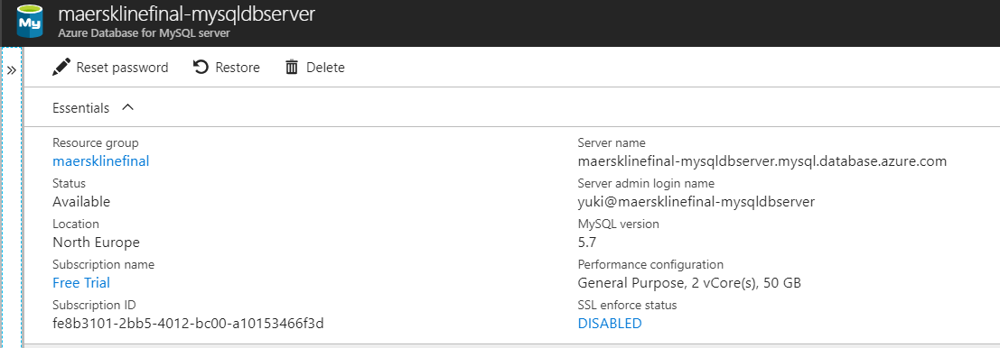 My
maersklinefinal-mysqldbserver
Azure Database for MySQL server
»
Reset password Restore Delete
Essentials
Resource group
maersklinefinal
Status
Available
Location
North Europe
Subscription name
Free Trial
Subscription ID
fe8b3101-2bb5-4012-bc00-a10153466f3d
Server name
maersklinefinal-mysqldbserver.mysql.database.azure.com
Server admin login name
yuki@maersklinefinal-mysqldbserver
MySQL version
5.7
Performance configuration
General Purpose, 2 vCore(s), 50 GB
SSL enforce status
DISABLED